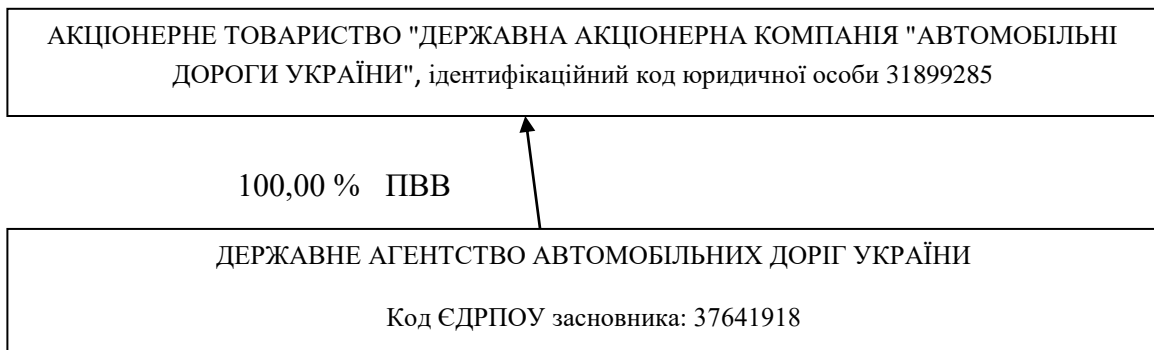 АКЦІОНЕРНЕ ТОВАРИСТВО "ДЕРЖАВНА АКЦІОНЕРНА КОМПАНІЯ "АВТОМОБІЛЬНІ
ДОРОГИ УКРАЇНИ", ідентифікаційний код юридичної особи 31899285
100,00 % ПВВ
ДЕРЖАВНЕ АГЕНТСТВО АВТОМОБІЛЬНИХ ДОРІГ УКРАЇНИ
Код ЄДРПОУ засновника: 37641918